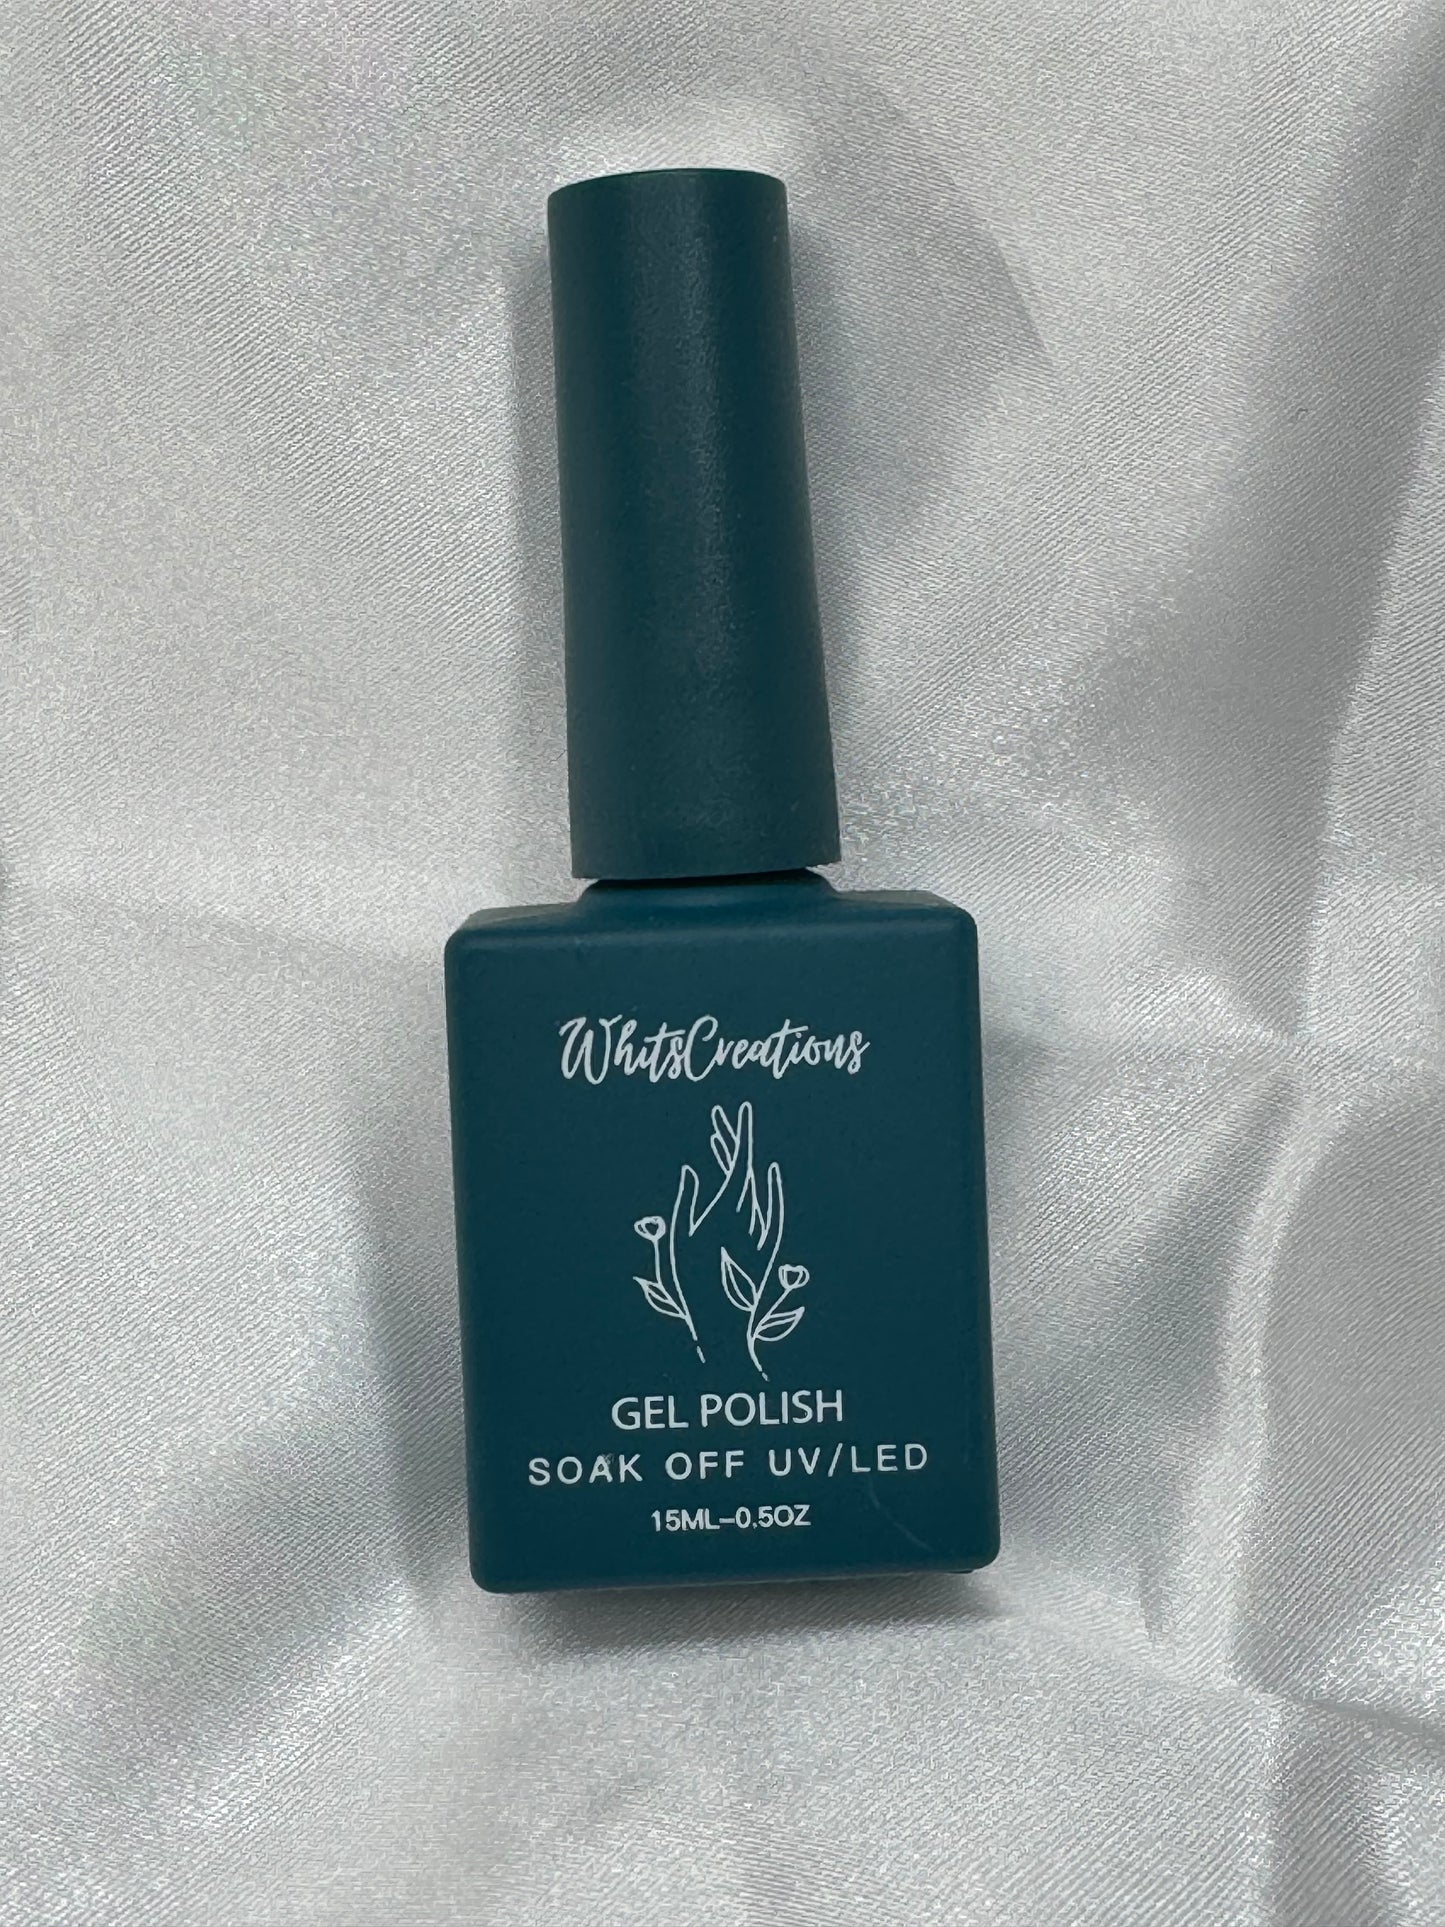 WhitsCreations
GEL POLISH
SOAK OFF UV/LED
15ML-0.5OZ